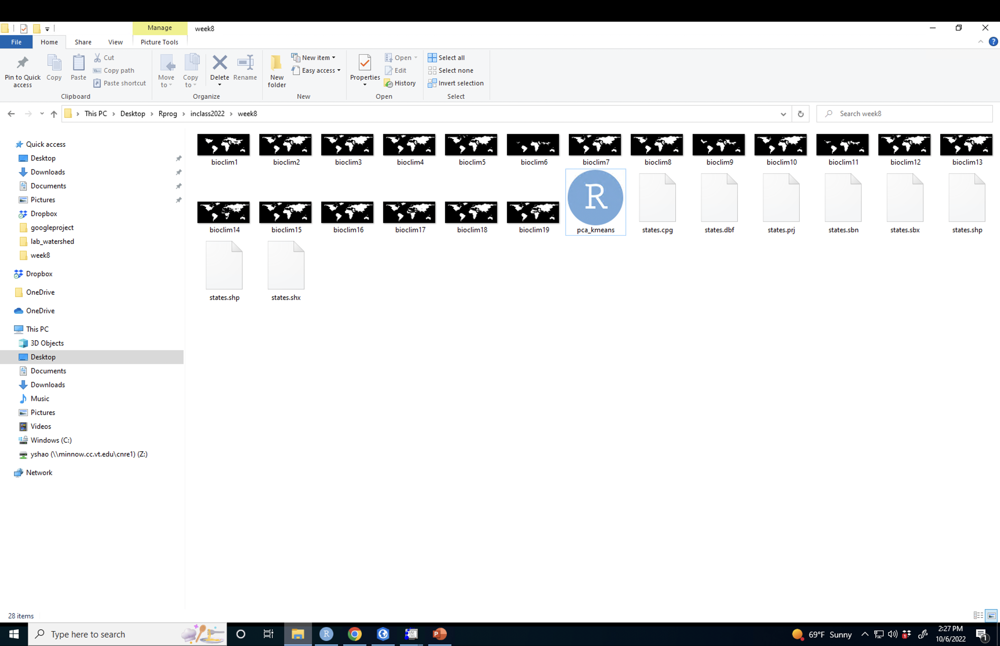 Manage
week8
File
Home
Share
View
Picture Tools
Pin to Quick access
Copy
Paste
Cut
Copy path
Paste shortcut
Clipboard
Move to
Copy to
Delete
Rename
Organize
New folder
New item
Easy access
New
Properties
Open
Edit
History
Open
Select all
Select none
Invert selection
Select
This PC > Desktop > Rprog > inclass2022 > week8
Search week8
Quick access
Desktop
Downloads
Documents
Pictures
Dropbox
googleproject
lab_watershed
week8
Dropbox
OneDrive
OneDrive
This PC
3D Objects
Desktop
Documents
Downloads
Music
Pictures
Videos
Windows (C:)
yshao (\\minnow.cc.vt.edu\cnre1) (Z:)
Network
bioclim1 bioclim2 bioclim3 bioclim4 bioclim5 bioclim6 bioclim7 bioclim8 bioclim9 bioclim10 bioclim11 bioclim12 bioclim13
R
bioclim14 bioclim15 bioclim16 bioclim17 bioclim18 bioclim19 pca_kmeans states.cpg states.dbf states.prj states.sbn states.sbx states.shp
states.shp states.shx
28 items
Type here to search
R
P
69°F Sunny
1
2:27 PM
10/6/2022
1